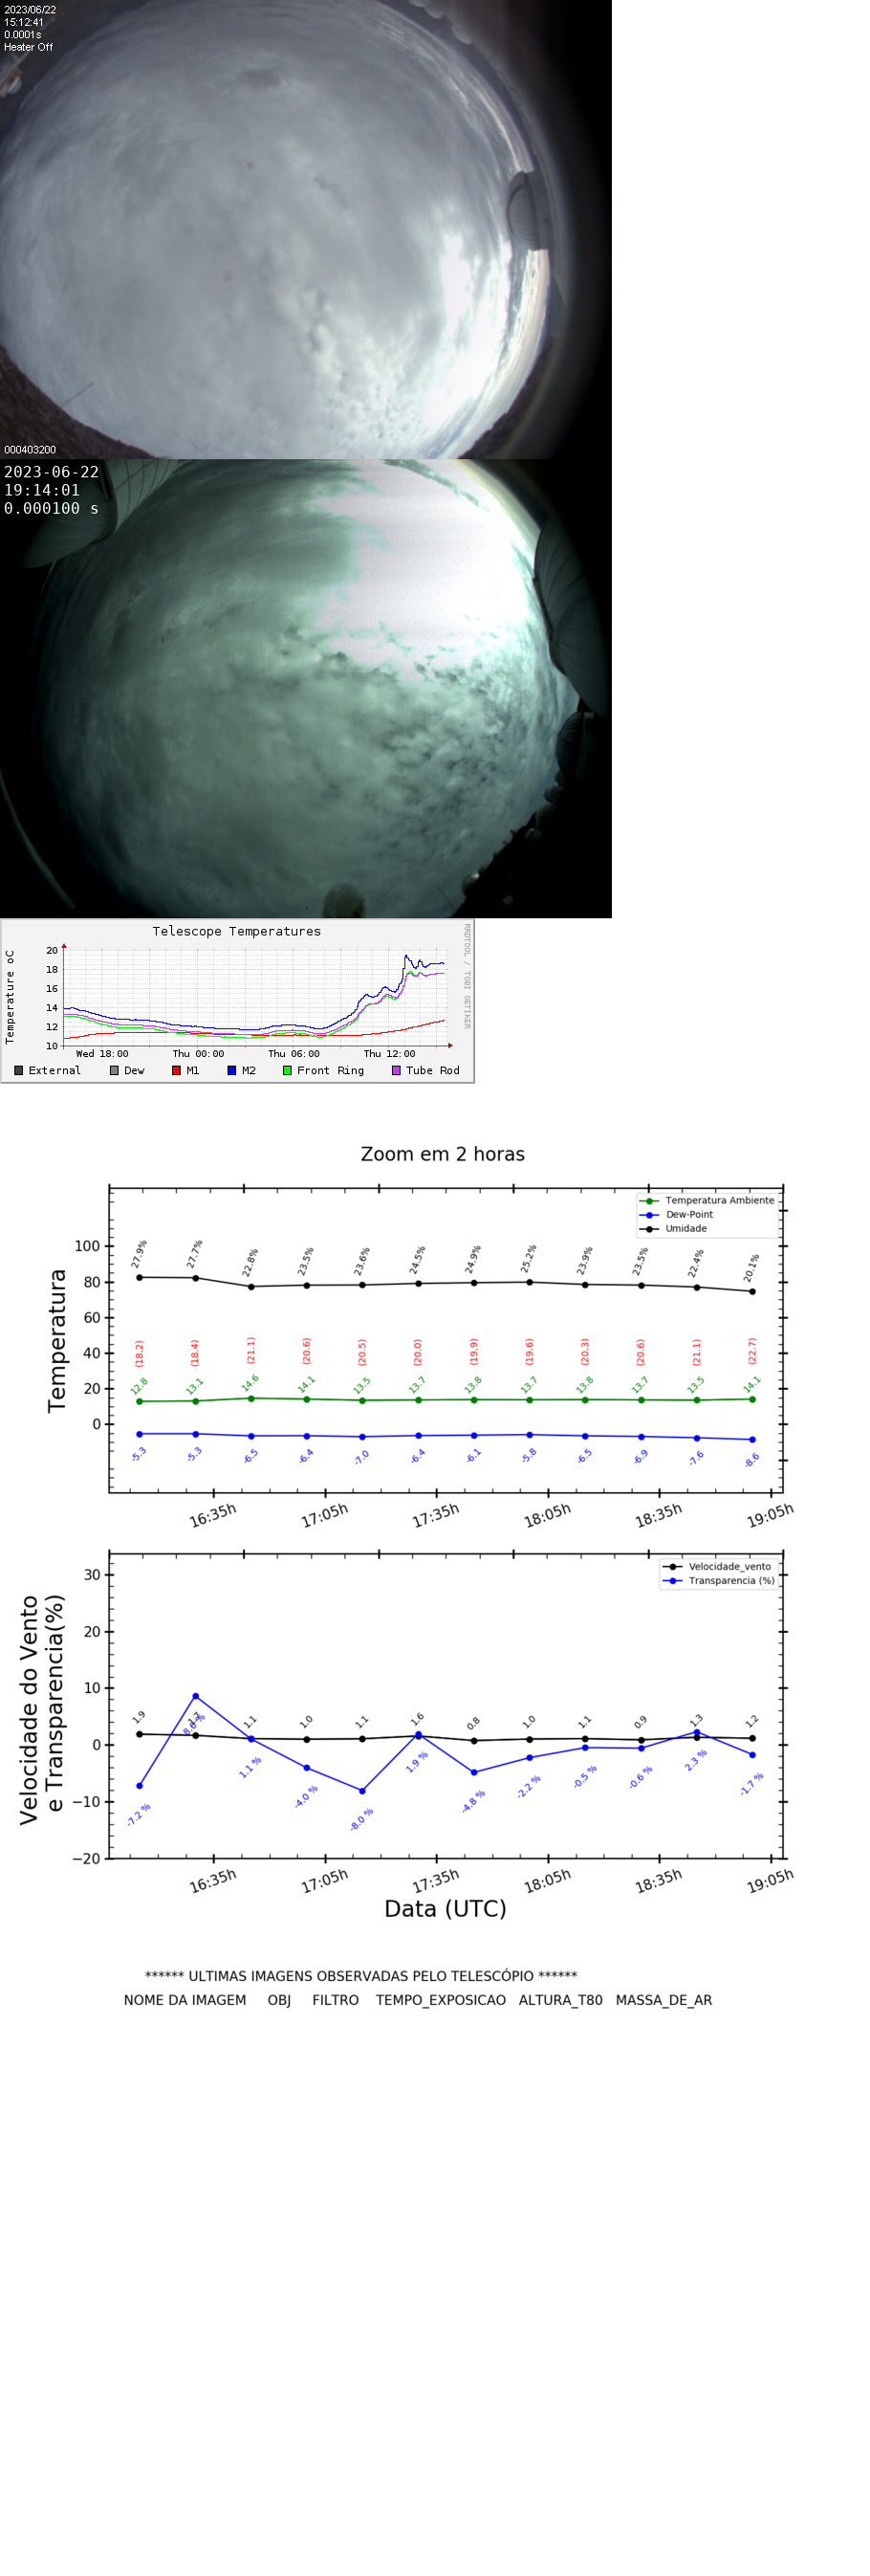 2023/06/22
15:12:41
0.0001s
Heater Off
000403200
2023-06-22
19:14:01
0.000100 s
Telescope Temperatures
RRDTOOL / TOBI OETIKER
Temperature oC
20
18
16
14
12
10
Wed 18:00 Thu 00:00 Thu 06:00 Thu 12:00
External Dew M1 M2 Front Ring Tube Rod
Zoom em 2 horas
Temperatura Ambiente
Dew-Point
Umidade
Temperatura
100
80
60
40
20
0
27.9% 27.7% 22.8% 23.5% 23.6% 24.5% 24.9% 25.2% 23.9% 23.5% 22.4% 20.1%
(18.2) (18.4) (21.1) (20.6) (20.5) (20.0) (19.9) (19.6) (20.3) (20.6) (21.1) (22.7)
12.8 13.1 14.6 14.1 13.5 13.7 13.8 13.7 13.8 13.7 13.5 14.1
-5.3 -5.3 -6.5 -6.4 -7.0 -6.4 -6.1 -5.8 -6.5 -6.9 -7.6 -8.6
16:35h 17:05h 17:35h 18:05h 18:35h 19:05h
Velocidade_vento
Transparencia (%)
Velocidade do Vento
e Transparencia(%)
30
20
10
0
−10
−20
1.9 1.7 1.1 1.0 1.1 1.6 0.8 1.0 1.1 0.9 1.3 1.2
-7.2 % 8.6 % 1.1 % -4.0 % -8.0 % 1.9 % -4.8 % -2.2 % -0.5 % -0.6 % 2.3 % -1.7 %
16:35h 17:05h 17:35h 18:05h 18:35h 19:05h
Data (UTC)
****** ULTIMAS IMAGENS OBSERVADAS PELO TELESCÓPIO ******
NOME DA IMAGEM OBJ FILTRO TEMPO_EXPOSICAO ALTURA_T80 MASSA_DE_AR